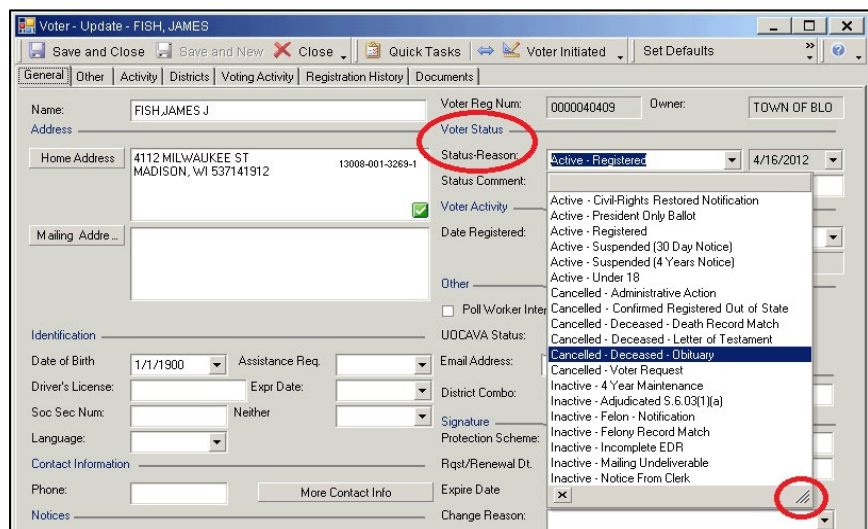 Voter - Update - FISH, JAMES
Save and Close Save and New Close Quick Tasks Voter Initiated Set Defaults
General Other Activity Districts Voting Activity Registration History Documents
Name: FISH,JAMES J
Voter Reg Num: 0000040409 Owner: TOWN OF BLO
Address
Voter Status
Home Address
4112 MILWAUKEE ST 13008-001-3269-1
MADISON, WI 537141912
Status-Reason: Active - Registered 4/16/2012
Status Comment:
Voter Activity
Mailing Addre...
Date Registered:
Active - Civil-Rights Restored Notification
Active - President Only Ballot
Active - Registered
Active - Suspended (30 Day Notice)
Active - Suspended (4 Years Notice)
Active - Under 18
Cancelled - Administrative Action
Cancelled - Confirmed Registered Out of State
Cancelled - Deceased - Death Record Match
Cancelled - Deceased - Letter of Testament
Cancelled - Deceased - Obituary
Cancelled - Voter Request
Inactive - 4 Year Maintenance
Inactive - Adjudicated S.6.03(1)(a)
Inactive - Felon - Notification
Inactive - Felony Record Match
Inactive - Incomplete EDR
Inactive - Mailing Undeliverable
Inactive - Notice From Clerk
Other
Poll Worker Inter
Identification
UOCAVA Status:
Date of Birth 1/1/1900 Assistance Req.
Email Address:
Driver's License: Expr Date:
District Combo:
Soc Sec Num: Neither
Signature
Language:
Protection Scheme:
Contact Information
Rqst/Renewal Dt.
Phone: More Contact Info
Expire Date
Notices
Change Reason: